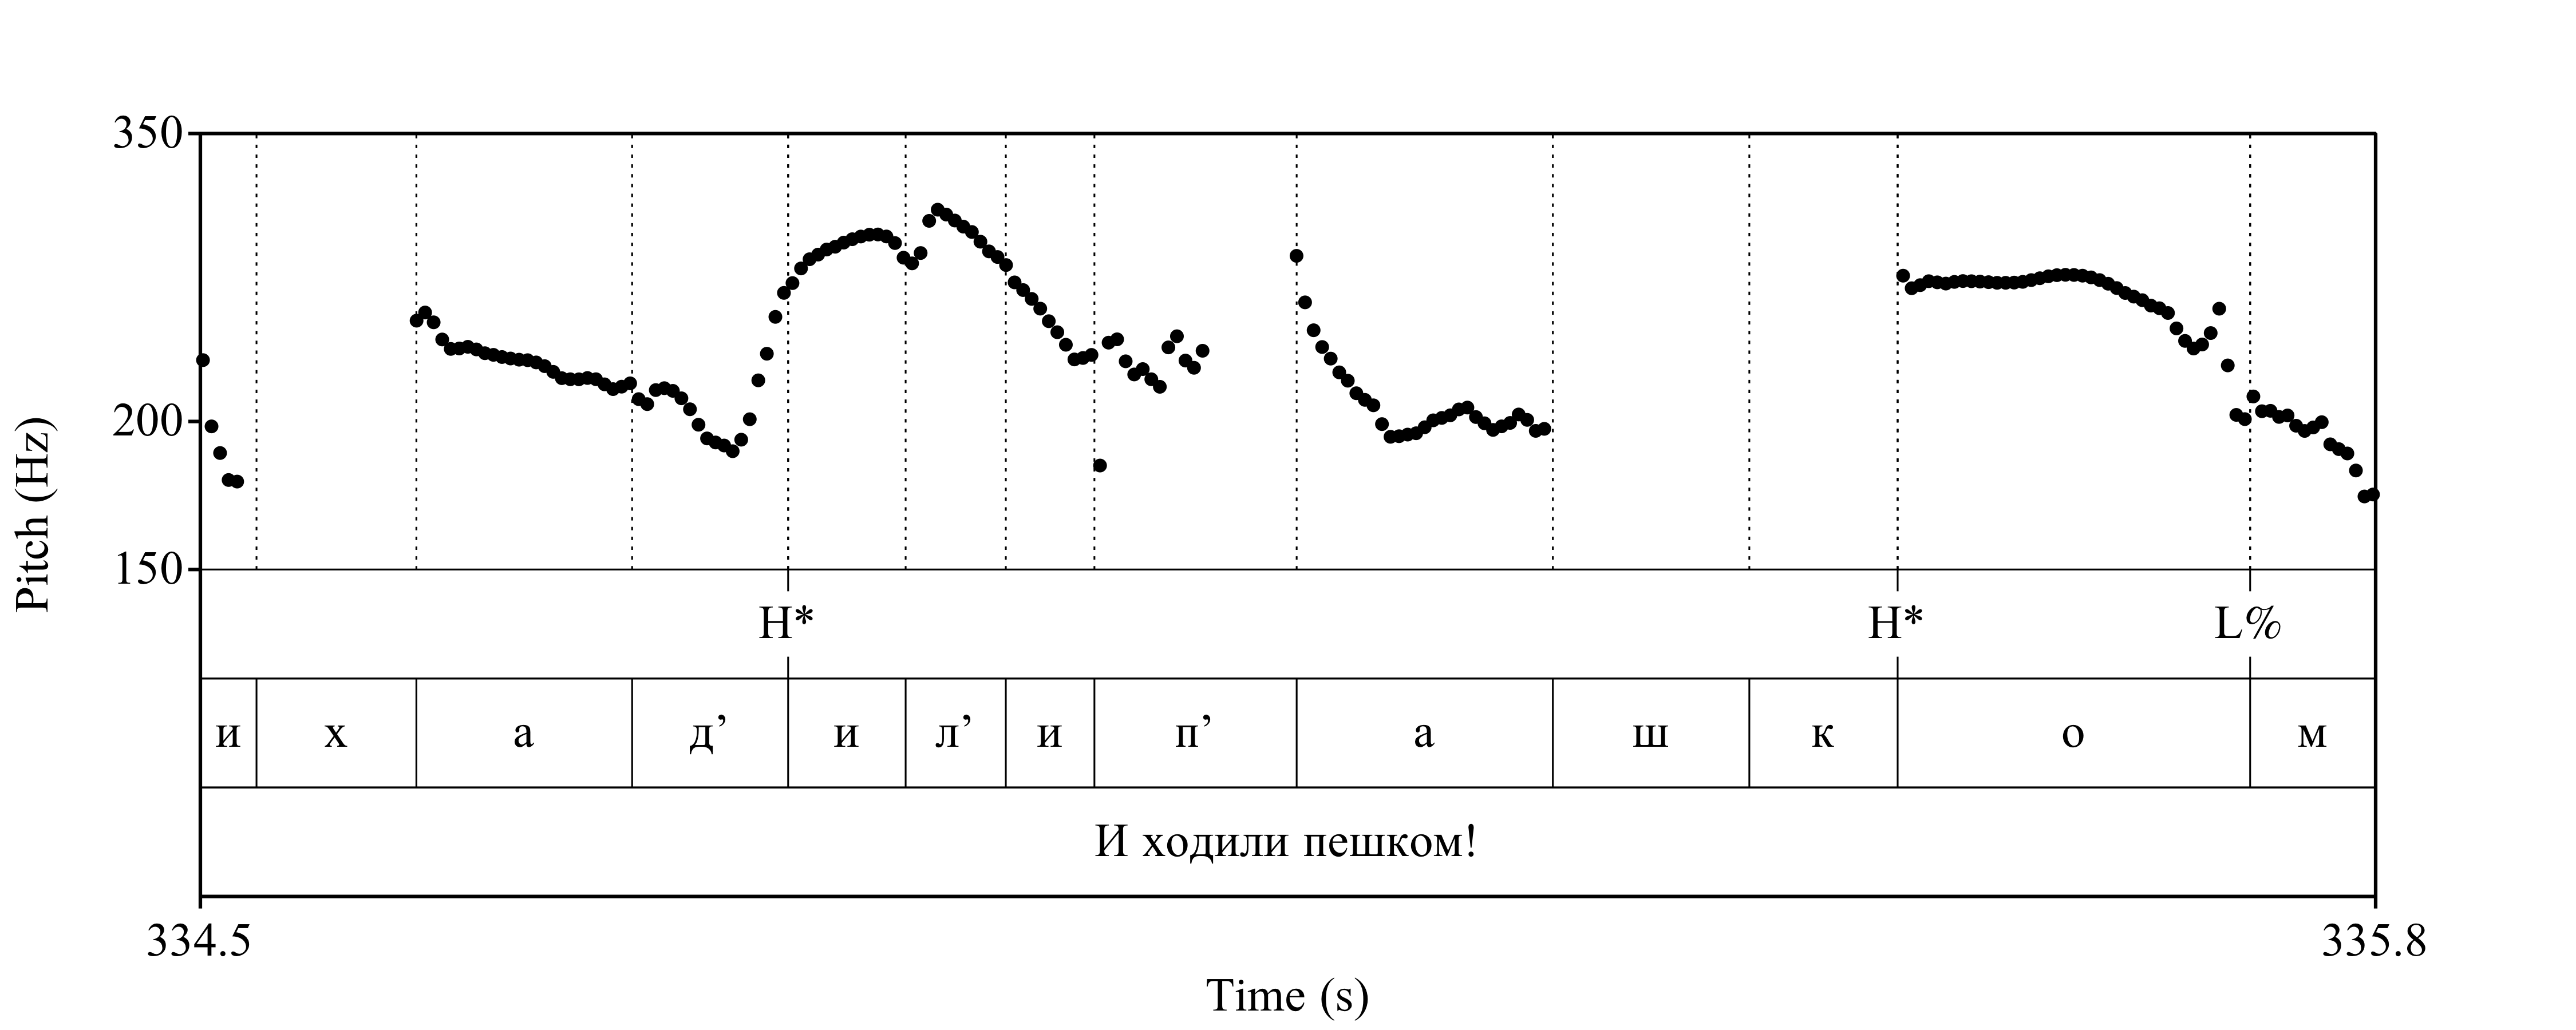 350
200
150
Pitch (Hz)
H* H* L%
и х а д’ и л’ и п’ а ш к о м
И ходили пешком!
334.5 335.8
Time (s)